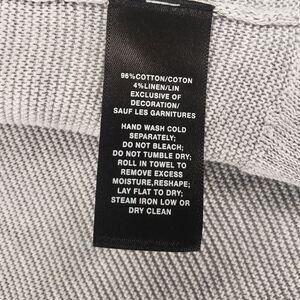 96%COTTON/COTON
4%LINEN/LIN
EXCLUSIVE OF
DECORATION/
SAUF LES GARNITURES
HAND WASH COLD
SEPARATELY;
DO NOT BLEACH;
DO NOT TUMBLE DRY;
ROLL IN TOWEL TO
REMOVE EXCESS
MOISTURE,RESHAPE;
LAY FLAT TO DRY;
STEAM IRON LOW OR
DRY CLEAN